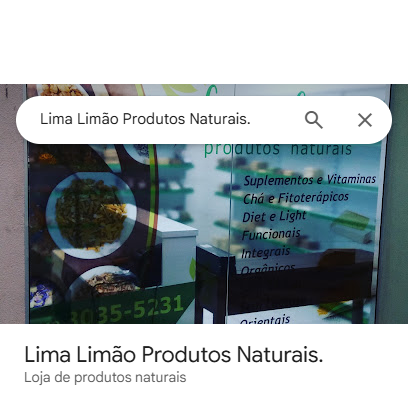 Lima Limão Produtos Naturais.
produtos naturais
Suplementos e Vitaminas
Chá e Fitoterápicos
Diet e Light
Funcionais
Integrais
Orgânicos
3035-5231
Orientais
Lima Limão Produtos Naturais.
Loja de produtos naturais